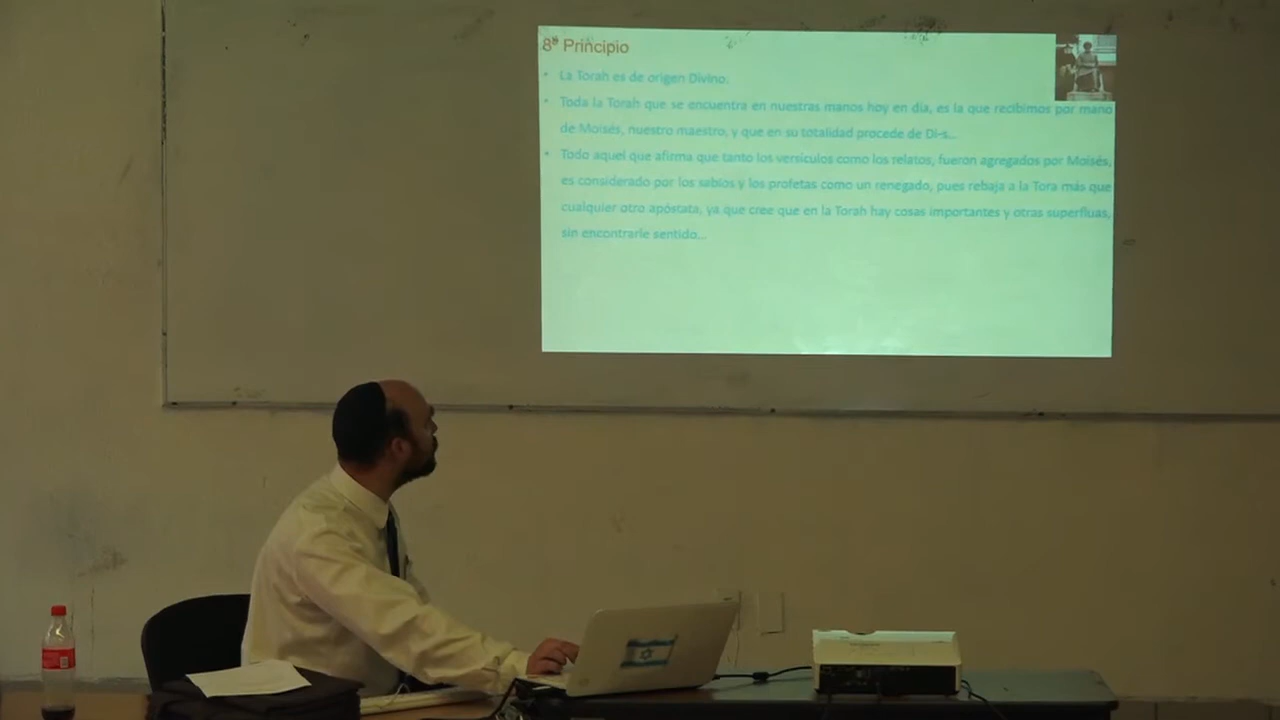 8º Principio
• La Torah es de origen Divino.
• Toda la Torah que se encuentra en nuestras manos hoy en día, es la que recibimos por mano
de Moisés, nuestro maestro, y que en su totalidad procede de Di-s...
• Todo aquel que afirma que tanto los versículos como los relatos, fueron agregados por Moisés,
es considerado por los sabios y los profetas como un renegado, pues rebaja a la Tora más que
cualquier otro apóstata, ya que cree que en la Torah hay cosas importantes y otras superfluas,
sin encontrarle sentido...